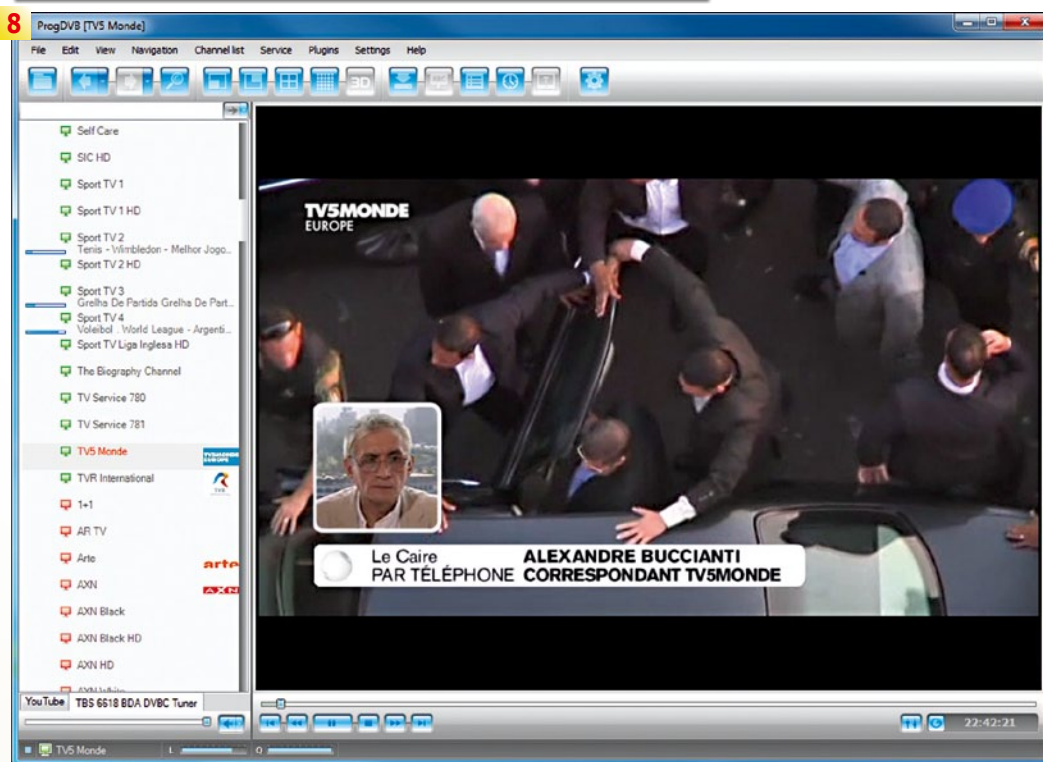 8
ProgDVB [TV5 Monde]
File Edit View Navigation Channel list Service Plugins Settings Help
3D
Self Care
SIC HD
Sport TV 1
Sport TV 1 HD
Sport TV 2
Tenis - Wimbledon - Melhor Jogo...
Sport TV 2 HD
Sport TV 3
Grelha De Partida Grelha De Part...
Sport TV 4
Voleibol . World League - Argenti...
Sport TV Liga Inglesa HD
The Biography Channel
TV Service 780
TV Service 781
TV5 Monde
TV5MONDE
EUROPE
TVR International
TVR
1+1
AR TV
Arte
arte
AXN
AXN
AXN Black
AXN Black HD
AXN HD
AXN White
TV5MONDE
EUROPE
Le Caire ALEXANDRE BUCCIANTI
PAR TÉLÉPHONE CORRESPONDANT TV5MONDE
YouTube TBS 6618 BDA DVBC Tuner
22:42:21
TV5 Monde L Q